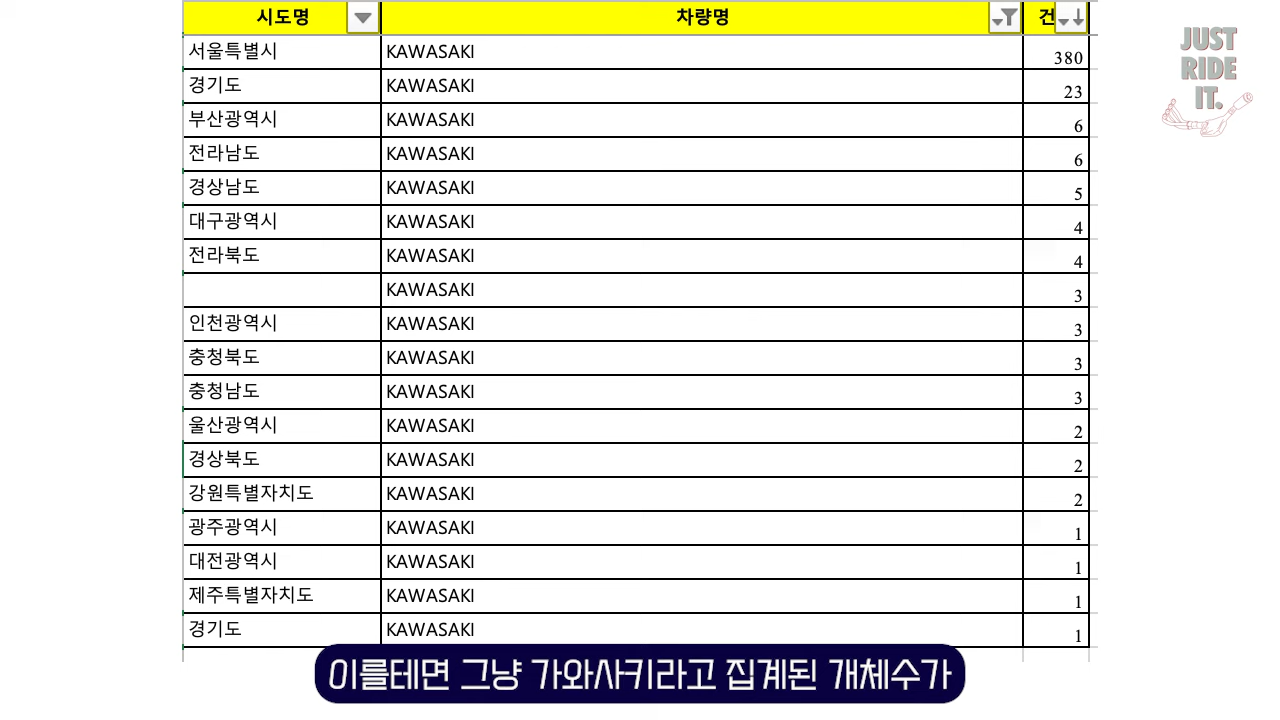 시도명 차량명 건
서울특별시 KAWASAKI 380
경기도 KAWASAKI 23
부산광역시 KAWASAKI 6
전라남도 KAWASAKI 6
경상남도 KAWASAKI 5
대구광역시 KAWASAKI 4
전라북도 KAWASAKI 4
KAWASAKI 3
인천광역시 KAWASAKI 3
충청북도 KAWASAKI 3
충청남도 KAWASAKI 3
울산광역시 KAWASAKI 2
경상북도 KAWASAKI 2
강원특별자치도 KAWASAKI 2
광주광역시 KAWASAKI 1
대전광역시 KAWASAKI 1
제주특별자치도 KAWASAKI 1
경기도 KAWASAKI 1
이를테면 그냥 가와사키라고 집계된 개체수가
JUST
RIDE
IT.